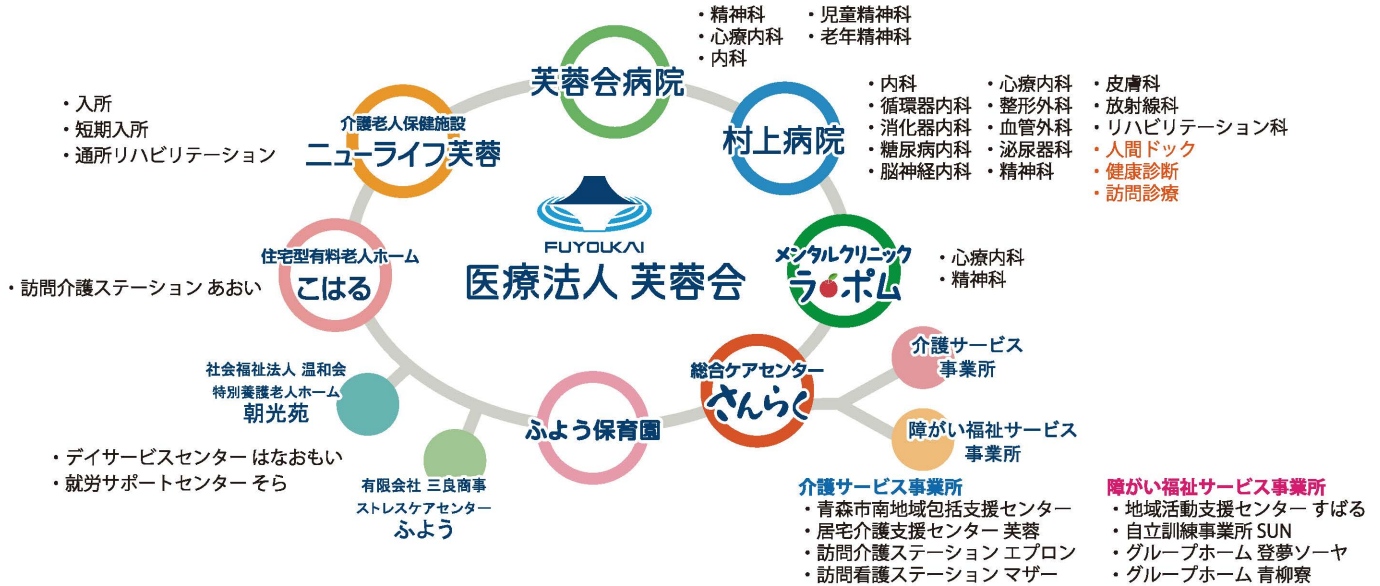 ・精神科
・心療内科
・内科
・児童精神科
・老年精神科
芙蓉会病院
・内科
・循環器内科
・消化器内科
・糖尿病内科
・脳神経内科
・心療内科
・整形外科
・血管外科
・泌尿器科
・精神科
・皮膚科
・放射線科
・リハビリテーション科
・人間ドック
・健康診断
・訪問診療
村上病院
・入所
・短期入所
・通所リハビリテーション
介護老人保健施設
ニューライフ芙蓉
FUYOUKAI
医療法人 芙蓉会
メンタルクリニック
ラ・ポム
・心療内科
・精神科
住宅型有料老人ホーム
こはる
・訪問介護ステーション あおい
総合ケアセンター
さんらく
介護サービス
事業所
障がい福祉サービス
事業所
社会福祉法人 温和会
特別養護老人ホーム
朝光苑
ふよう保育園
・デイサービスセンター はなおもい
・就労サポートセンター そら
有限会社 三良商事
ストレスケアセンター
ふよう
介護サービス事業所
・青森市南地域包括支援センター
・居宅介護支援センター 芙蓉
・訪問介護ステーション エプロン
・訪問看護ステーション マザー
障がい福祉サービス事業所
・地域活動支援センター すばる
・自立訓練事業所 SUN
・グループホーム 登夢ソーヤ
・グループホーム 青柳寮